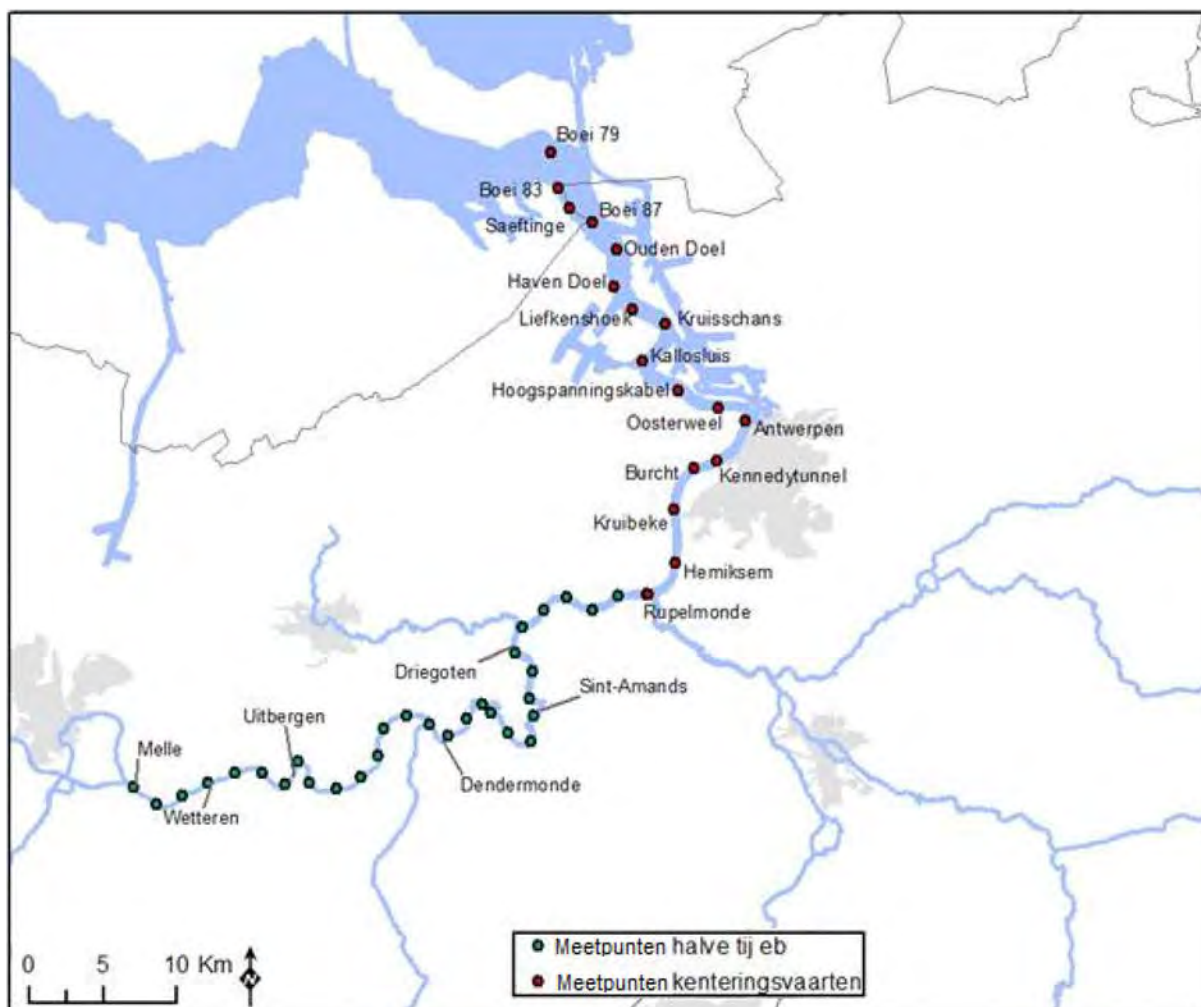 Boei 79
Boei 83
Boei 87
Saeftinge
Ouden Doel
Haven Doel
Liefkenshoek
Kruisschans
Kallosluis
Hoogspanningskabel
Oosterweel
Antwerpen
Burcht
Kennedytunnel
Kruibeke
Hemiksem
Rupelmonde
Driegoten
Sint-Amands
Uitbergen
Melle
Dendermonde
Wetteren
Meetpunten halve tij eb
Meetpunten kenteringsvaarten
0 5 10 Km
N